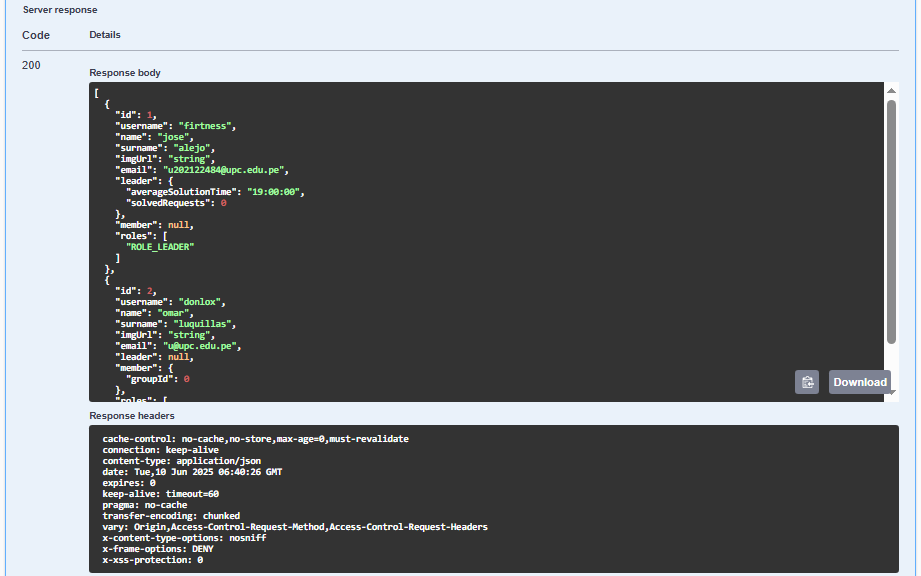 Server response
Code Details
200
Response body
[
{
"id": 1,
"username": "firtness",
"name": "jose",
"surname": "alejo",
"imgUrl": "string",
"email": "u202122484@upc.edu.pe",
"leader": {
"averageSolutionTime": "19:00:00",
"solvedRequests": 0
},
"member": null,
"roles": [
"ROLE_LEADER"
]
},
{
"id": 2,
"username": "donlox",
"name": "omar",
"surname": "luquillas",
"imgUrl": "string",
"email": "u@upc.edu.pe",
"leader": null,
"member": {
"groupId": 0
},
"roles": [
Download
Response headers
cache-control: no-cache,no-store,max-age=0,must-revalidate
connection: keep-alive
content-type: application/json
date: Tue,10 Jun 2025 06:40:26 GMT
expires: 0
keep-alive: timeout=60
pragma: no-cache
transfer-encoding: chunked
vary: Origin,Access-Control-Request-Method,Access-Control-Request-Headers
x-content-type-options: nosniff
x-frame-options: DENY
x-xss-protection: 0